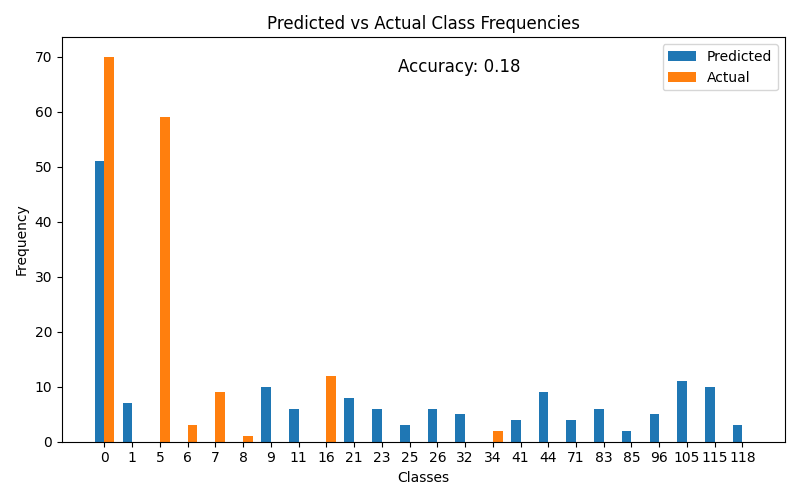 Predicted vs Actual Class Frequencies
Accuracy: 0.18
Predicted
Actual
Frequency
70
60
50
40
30
20
10
0
0 1 5 6 7 8 9 11 16 21 23 25 26 32 34 41 44 71 83 85 96 105 115 118
Classes